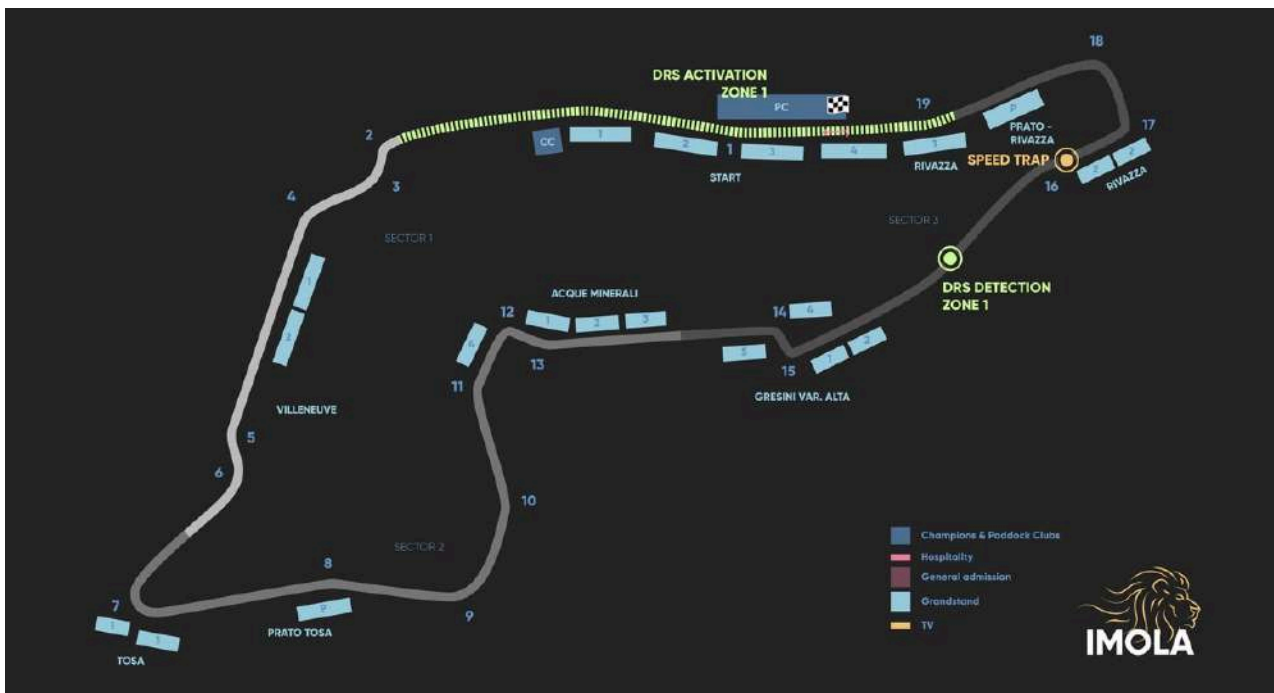 18
DRS ACTIVATION
ZONE 1
PC
19
P
PRATO -
RIVAZZA
17
2
CC
1
2
1
3
4
3
RIVAZZA
SPEED TRAP
2
2
RIVAZZA
START
16
3
4
SECTOR 1
SECTOR 3
1
2
DRS DETECTION
ZONE 1
ACQUE MINERALI
12
1
2
3
14
4
13
11
15
1
2
GRESINI VAR. ALTA
VILLENEUVE
5
6
10
SECTOR 2
8
7
P
9
1
1
PRATO TOSA
TOSA
Champions & Paddock Clubs
Hospitality
General admission
Grandstand
TV
IMOLA